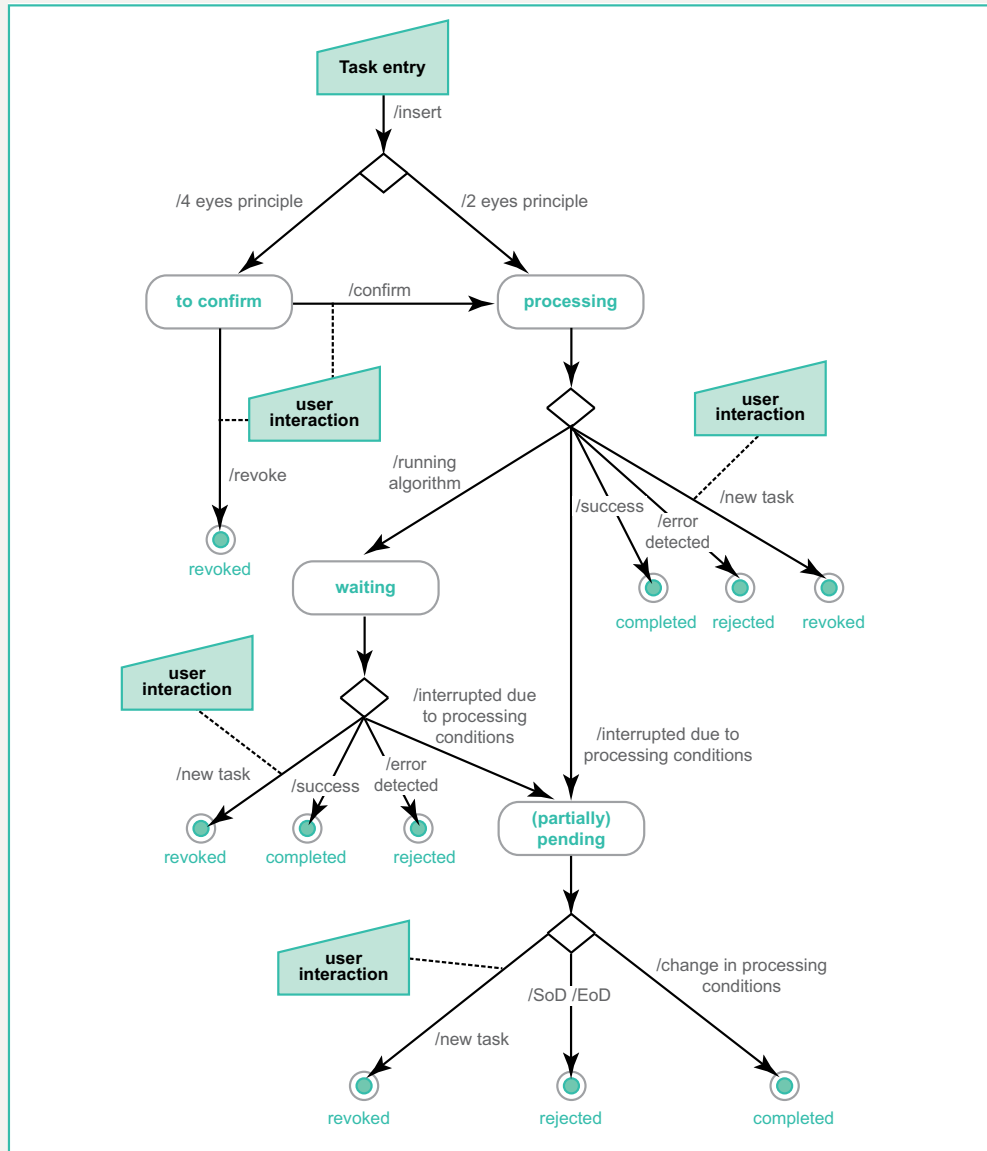 Task entry
/insert
/4 eyes principle
/2 eyes principle
/confirm
to confirm
processing
user
interaction
user
interaction
/running
algorithm
/revoke
/success
/new task
/error
detected
revoked
waiting
completed
rejected
revoked
user
interaction
/interrupted due
to processing
conditions
/interrupted due to
processing conditions
/new task
/success
/error
detected
(partially)
pending
revoked
completed
rejected
user
interaction
/change in processing
conditions
/SoD /EoD
/new task
revoked
rejected
completed